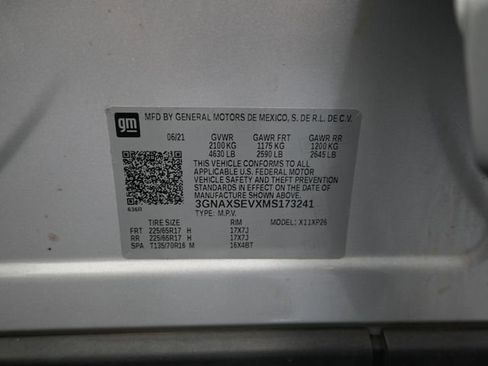 gm
MFD BY GENERAL MOTORS DE MEXICO, S. DE R.L. DE C.V.
06/21 GVWR GAWR FRT GAWR RR
2100 KG 1175 KG 1200 KG
4630 LB 2590 LB 2645 LB
THIS VEHICLE CONFORMS TO ALL
APPLICABLE U.S. FEDERAL MOTOR
VEHICLE SAFETY AND THEFT PREVENTION
STANDARDS IN EFFECT ON THE DATE OF
MANUFACTURE SHOWN ABOVE.
3GNAXSEVXMS173241
TYPE: M.P.V. MODEL: X11XP26
TIRE SIZE RIM
FRT 225/65R17 H 17X7J
RR 225/65R17 H 17X7J
SPA T135/70R16 M 16X4BT